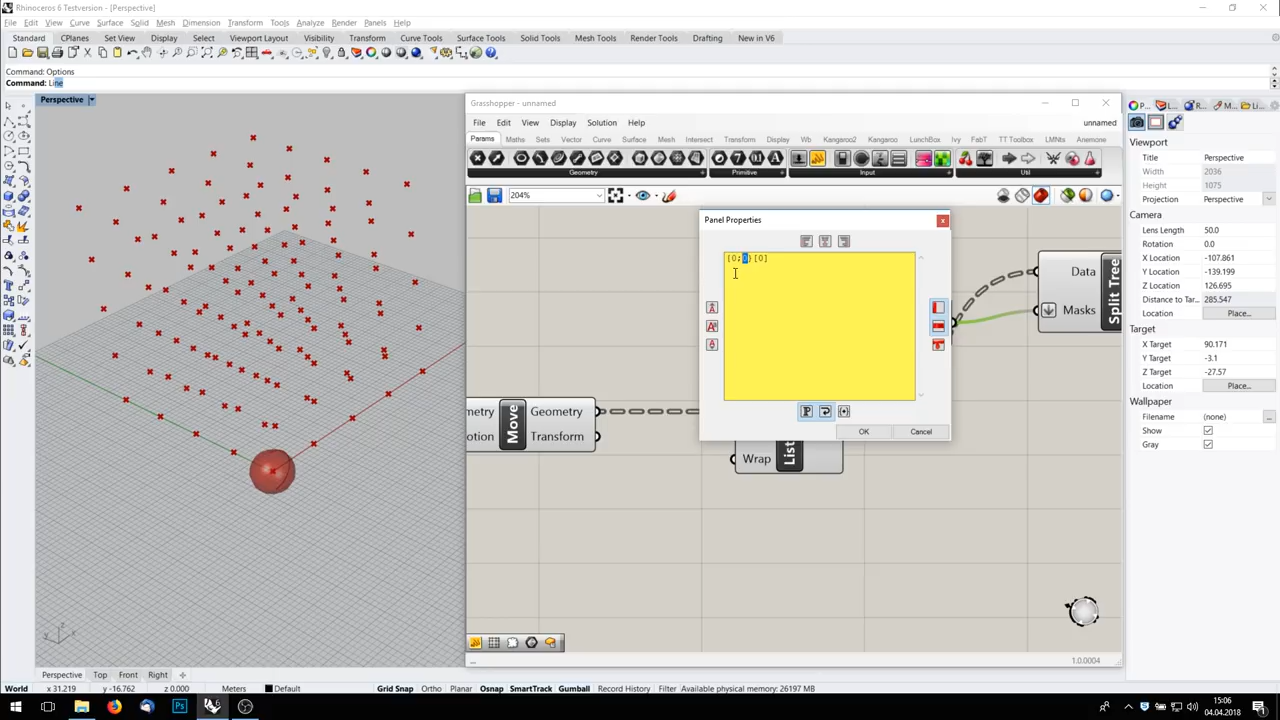 Rhinoceros 6 Testversion - [Perspective]
File Edit View Curve Surface Solid Mesh Dimension Transform Tools Analyze Render Panels Help
Standard CPlanes Set View Display Select Viewport Layout Visibility Transform Curve Tools Surface Tools Solid Tools Mesh Tools Render Tools Drafting New in V6
Command: Options
Command: Line
Perspective
Grasshopper - unnamed
File Edit View Display Solution Help
unnamed
Params Maths Sets Vector Curve Surface Mesh Intersect Transform Display Wb Kangaroo2 Kangaroo LunchBox Ivy FabT TT Toolbox LMNts Anemone
Geometry Primitive Input Util
204%
Panel Properties
{0;0}[0]
OK Cancel
Data
Masks
Split Tree
metry
otion
Move
Geometry
Transform
Wrap
List
...
1.0.0004
P... L... R... M... Li...
Viewport
Title Perspective
Width 2036
Height 1075
Projection Perspective
Camera
Lens Length 50.0
Rotation 0.0
X Location -107.861
Y Location -139.199
Z Location 126.695
Distance to Tar... 285.547
Location Place...
Target
X Target 90.171
Y Target -3.1
Z Target -27.57
Location Place...
Wallpaper
Filename (none)
Show
Gray
z
y
x
Perspective Top Front Right
World x 31.219 y -16.762 z 0.000 Meters Default Grid Snap Ortho Planar Osnap SmartTrack Gumball Record History Filter Available physical memory: 26197 MB
Ps
15:06
04.04.2018